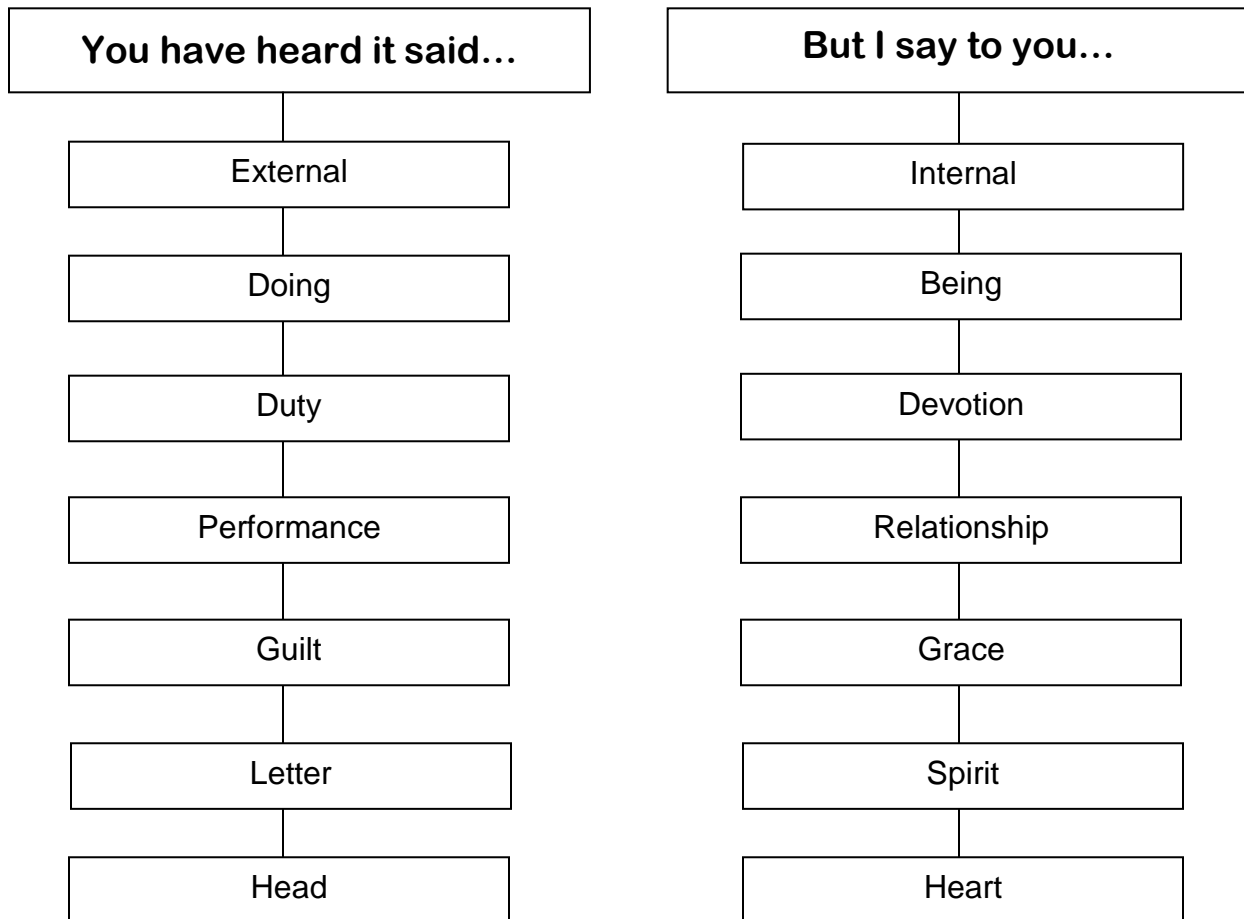 You have heard it said…
External
Doing
Duty
Performance
Guilt
Letter
Head
But I say to you…
Internal
Being
Devotion
Relationship
Grace
Spirit
Heart